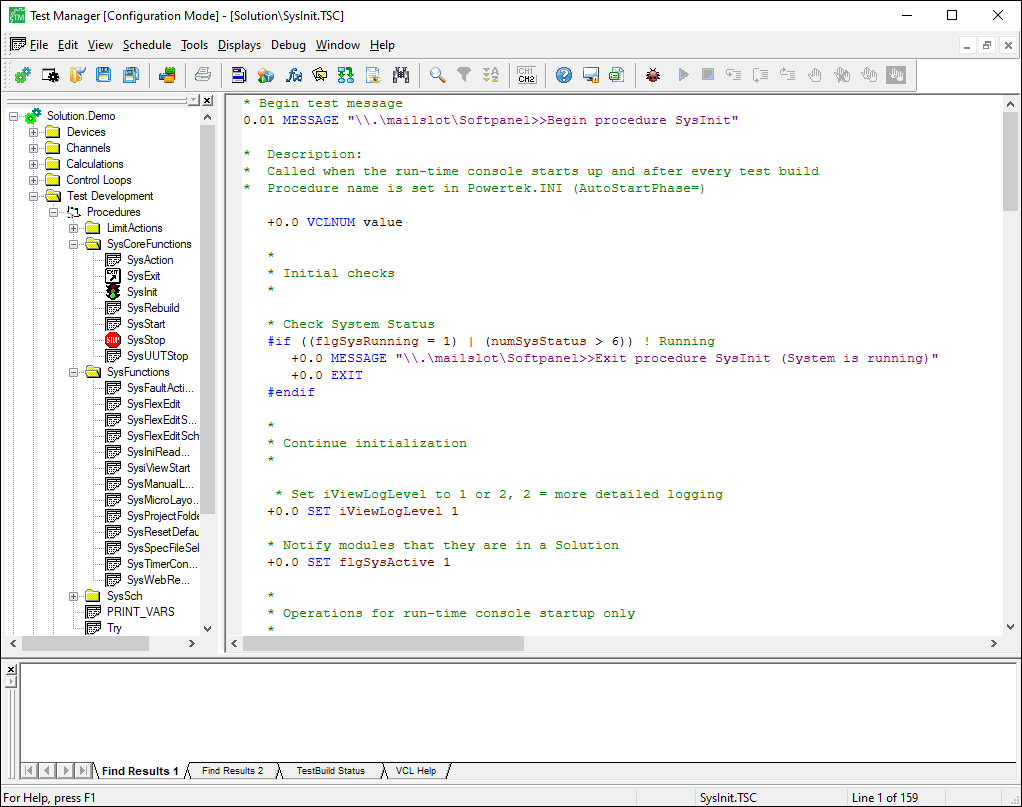 Test Manager [Configuration Mode] - [Solution\SysInit.TSC]
File Edit View Schedule Tools Displays Debug Window Help
CH1
CH2
Solution.Demo
Devices
Channels
Calculations
Control Loops
Test Development
Procedures
LimitActions
SysCoreFunctions
SysAction
SysExit
SysInit
SysRebuild
SysStart
SysStop
SysUUTStop
SysFunctions
SysFaultActi...
SysFlexEdit
SysFlexEditS...
SysFlexEditSch
SysIniRead...
SysiViewStart
SysManualL...
SysMicroLayo...
SysProjectFolde
SysResetDefau
SysSpecFileSel
SysTimerCon...
SysWebRe...
SysSch
PRINT_VARS
Try
* Begin test message
0.01 MESSAGE "\\.\mailslot\Softpanel>>Begin procedure SysInit"
*  Description:
*  Called when the run-time console starts up and after every test build
*  Procedure name is set in Powertek.INI (AutoStartPhase=)
+0.0 VCLNUM value
*
* Initial checks
*
* Check System Status
#if ((flgSysRunning = 1) | (numSysStatus > 6)) ! Running
+0.0 MESSAGE "\\.\mailslot\Softpanel>>Exit procedure SysInit (System is running)"
+0.0 EXIT
#endif
*
* Continue initialization
*
* Set iViewLogLevel to 1 or 2, 2 = more detailed logging
+0.0 SET iViewLogLevel 1
* Notify modules that they are in a Solution
+0.0 SET flgSysActive 1
*
* Operations for run-time console startup only
*
Find Results 1 Find Results 2 TestBuild Status VCL Help
For Help, press F1 SysInit.TSC Line 1 of 159